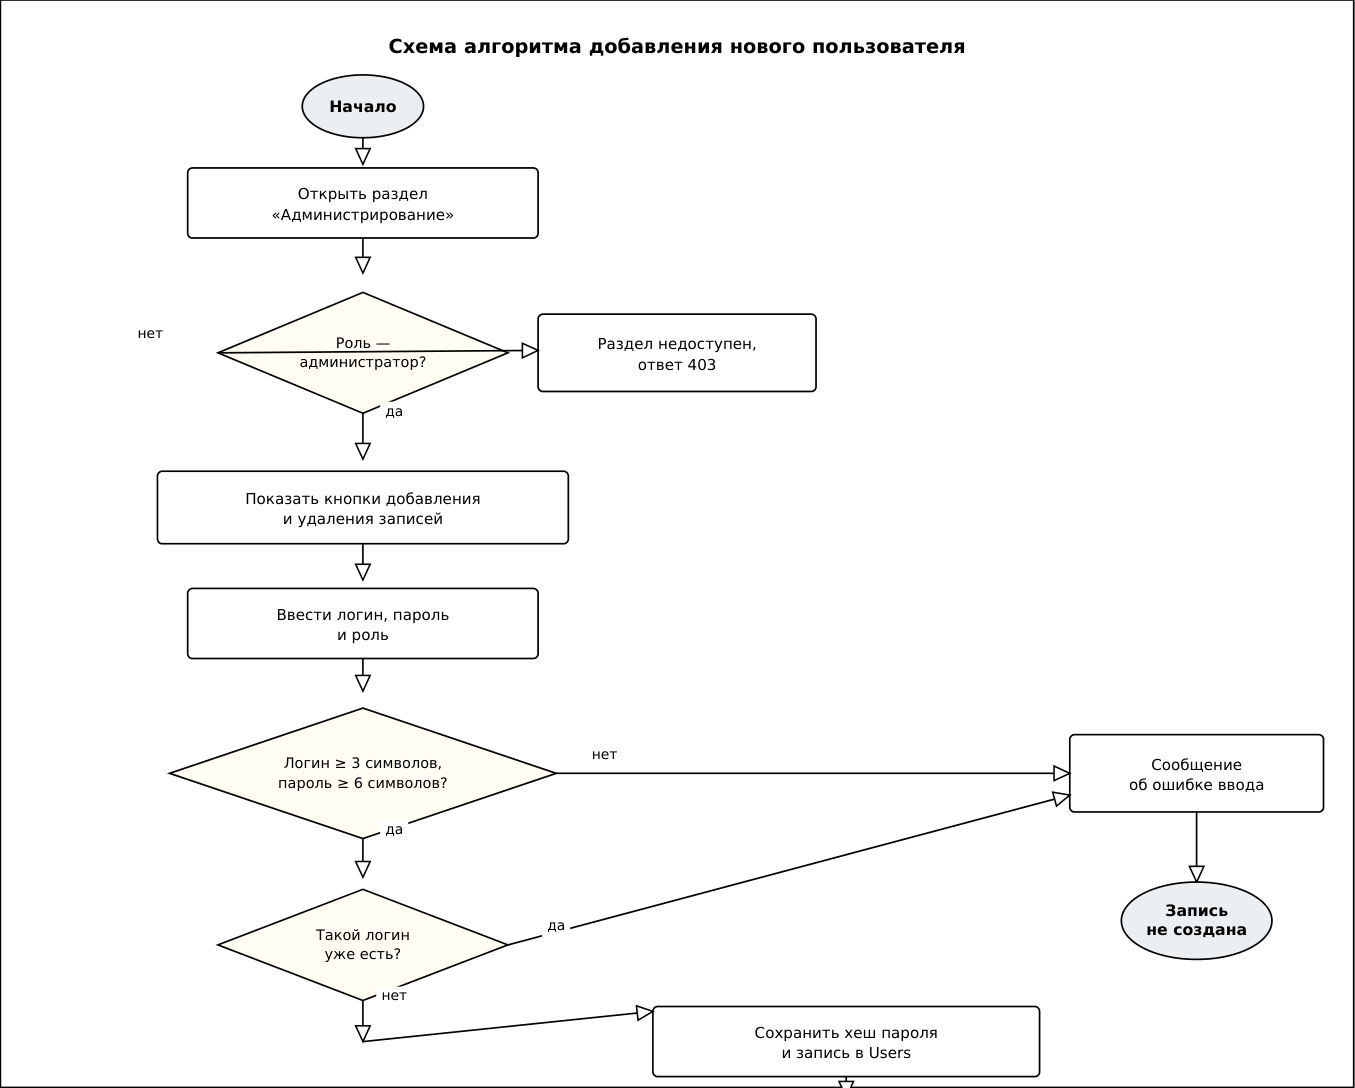 Схема алгоритма добавления нового пользователя
Начало
Открыть раздел
«Администрирование»
нет
Роль —
администратор?
Раздел недоступен,
ответ 403
да
Показать кнопки добавления
и удаления записей
Ввести логин, пароль
и роль
Логин ≥ 3 символов,
пароль ≥ 6 символов?
нет
Сообщение
об ошибке ввода
да
Такой логин
уже есть?
да
Запись
не создана
нет
Сохранить хеш пароля
и запись в Users